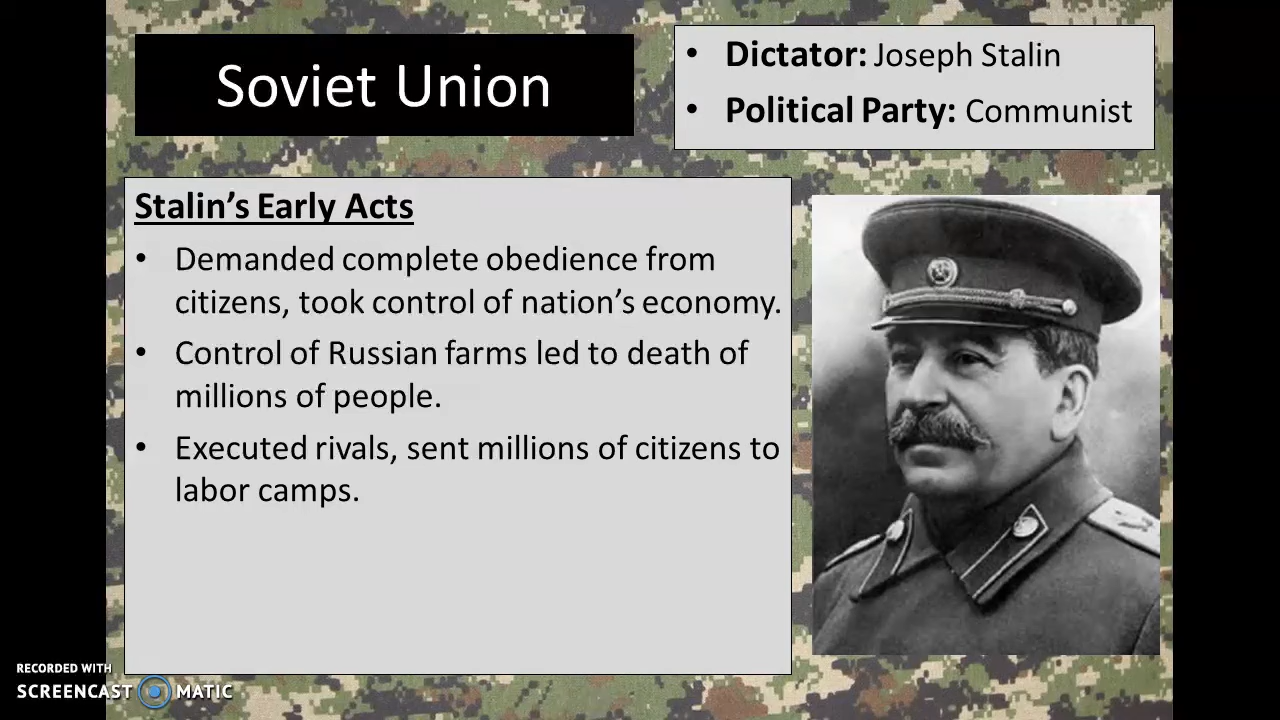 Soviet Union
• Dictator: Joseph Stalin
• Political Party: Communist
Stalin’s Early Acts
• Demanded complete obedience from
citizens, took control of nation’s economy.
• Control of Russian farms led to death of
millions of people.
• Executed rivals, sent millions of citizens to
labor camps.
RECORDED WITH
SCREENCAST MATIC